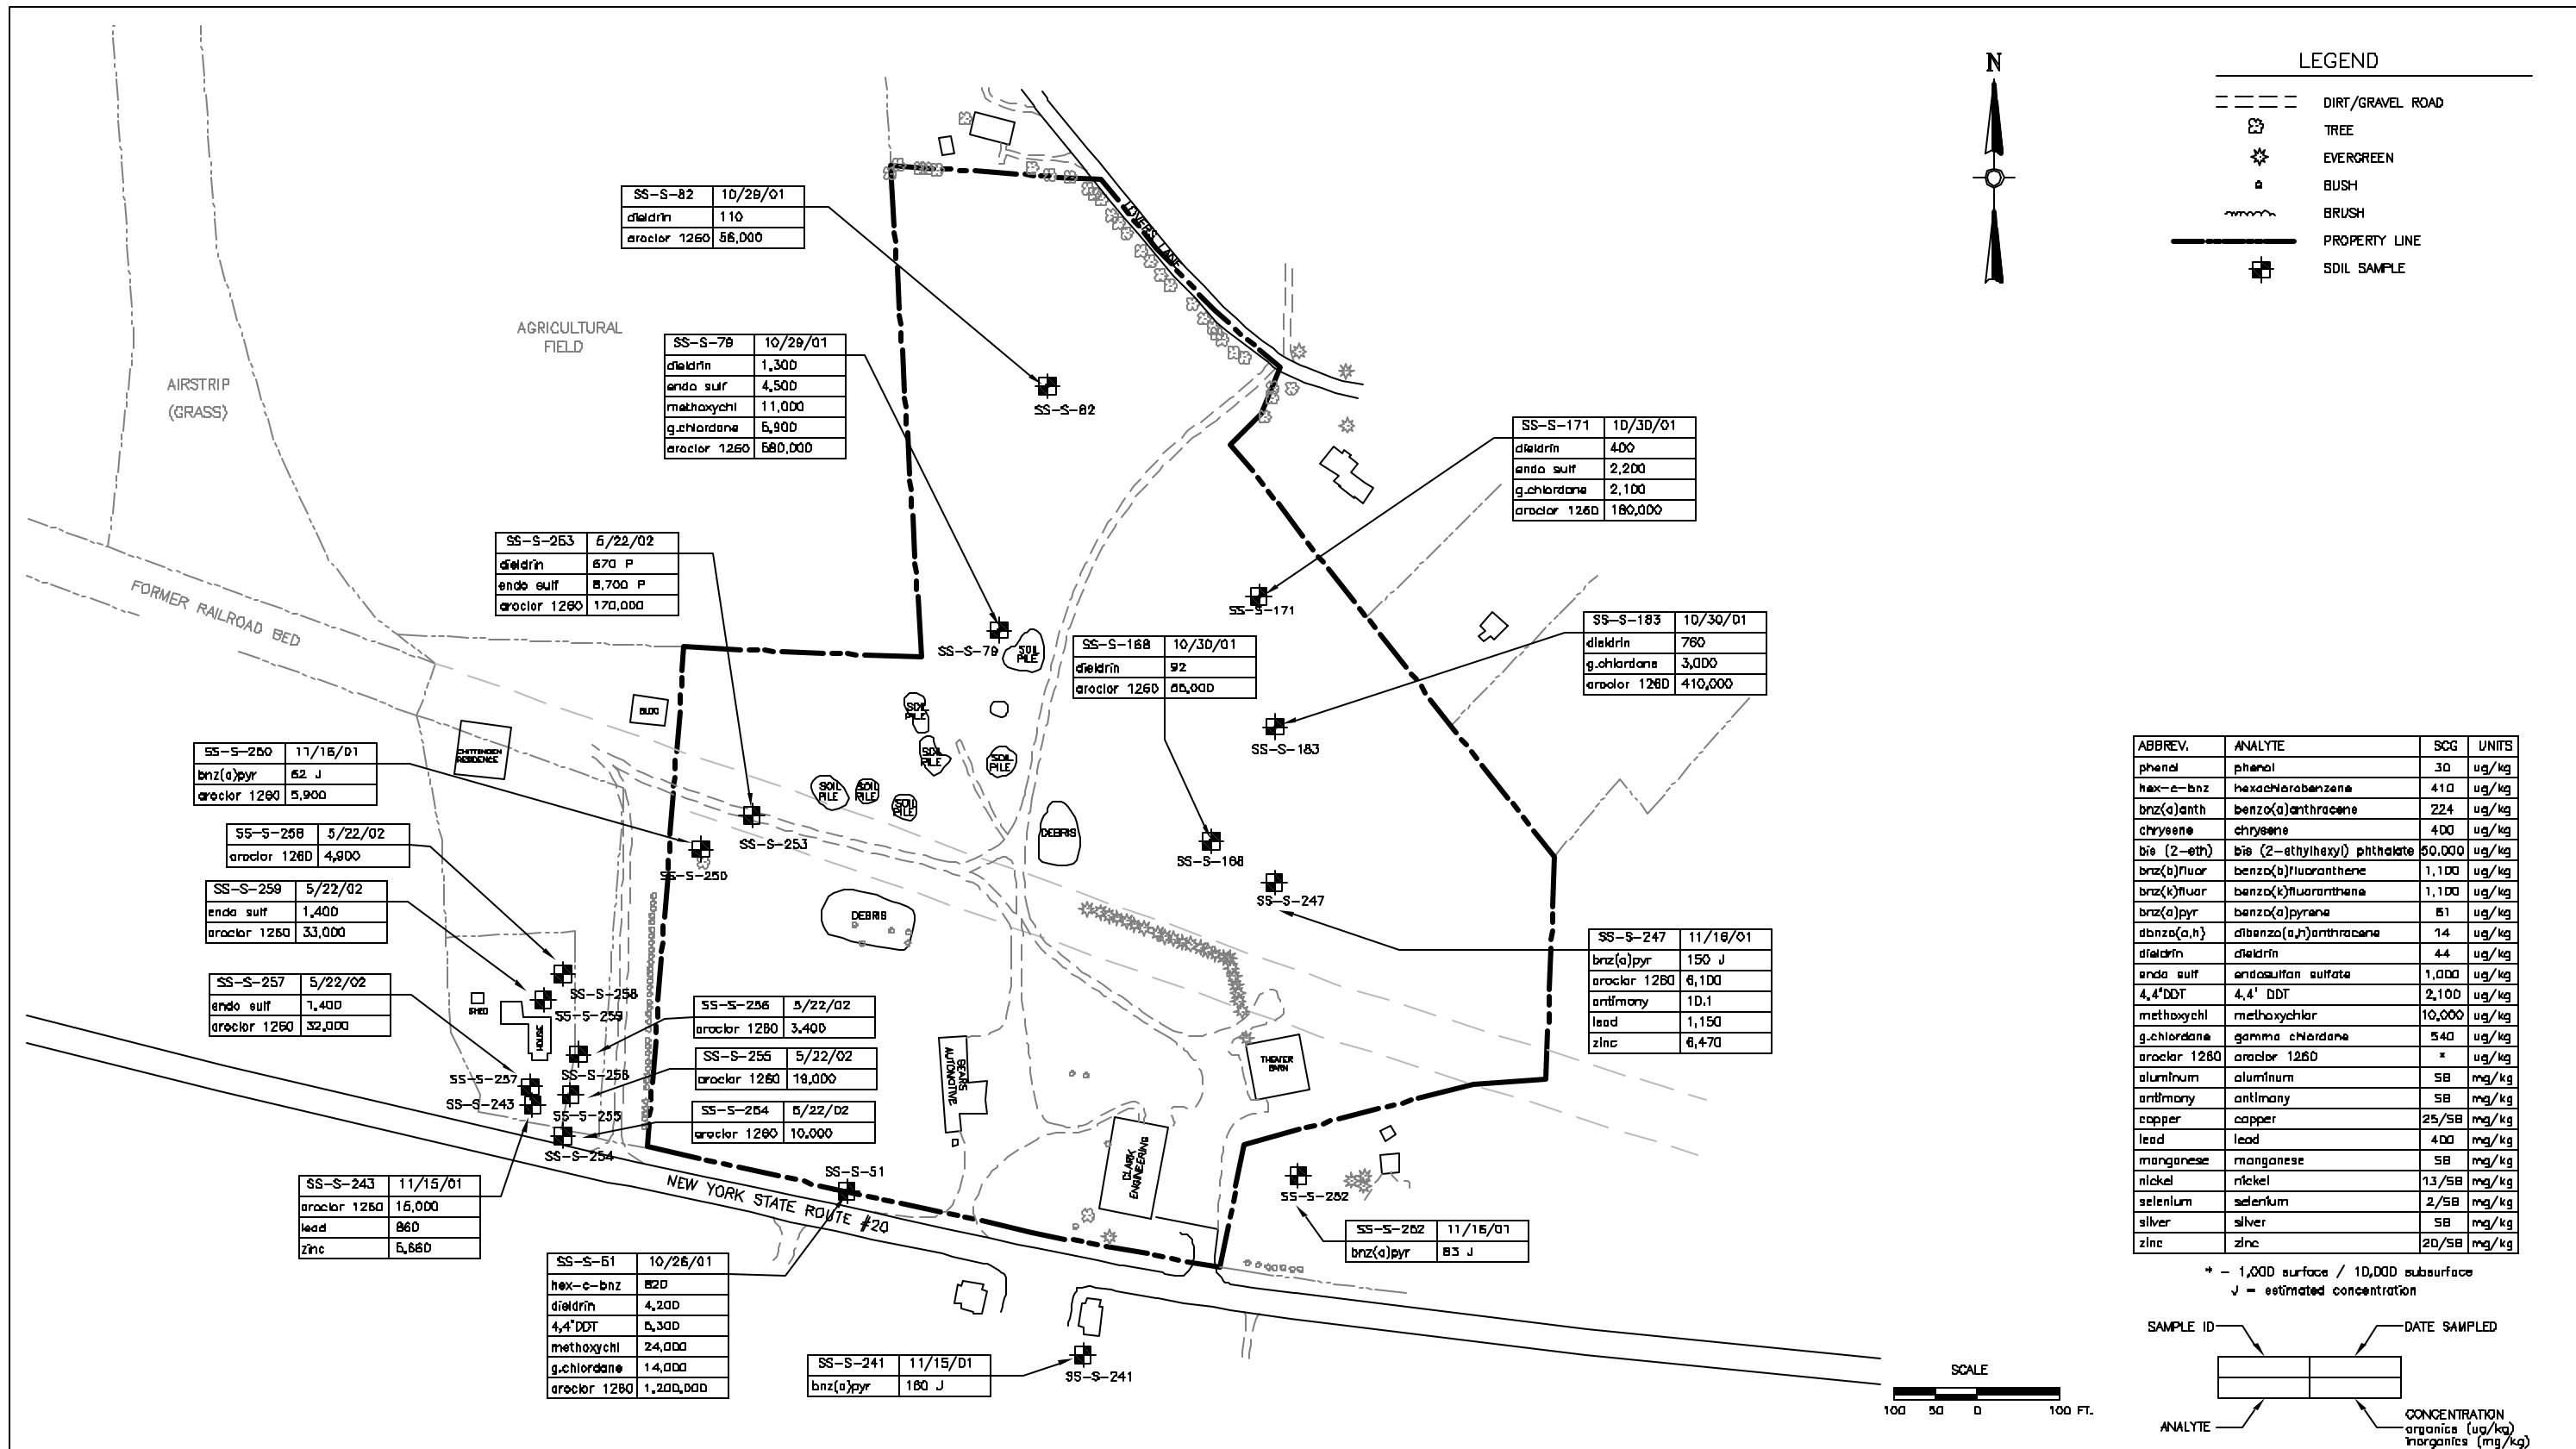 LEGEND
N
DIRT/GRAVEL ROAD
TREE
EVERGREEN
BUSH
BRUSH
PROPERTY LINE
SOIL SAMPLE
SS-S-82 10/29/01
dieldrin 110
aroclor 1260 56,000
LOVERS LANE
AGRICULTURAL
FIELD
AIRSTRIP
(GRASS)
SS-S-79 10/29/01
dieldrin 1,300
endo sulf 4,500
methoxychl 11,000
g.chlordane 5,900
aroclor 1260 580,000
SS-S-82
SS-S-171 10/30/01
dieldrin 400
endo sulf 2,200
g.chlordane 2,100
aroclor 1260 180,000
SS-S-253 5/22/02
dieldrin 670 P
endo sulf 8,700 P
aroclor 1260 170,000
FORMER RAILROAD BED
SS-S-171
SS-S-79
SOIL
PILE
SS-S-168 10/30/01
dieldrin 92
aroclor 1260
SS-S-183 10/30/01
dieldrin 760
g.chlordane 3,000
aroclor 1260 410,000
BLDG
SOIL
PILE
SS-S-183
CHITTENDEN
RESIDENCE
SOIL
PILE
SOIL
PILE
SOIL
PILE
SOIL
PILE
SOIL
PILE
SS-S-250 11/16/01
bnz(a)pyr 62 J
aroclor 1260 5,900
SS-S-253
SS-S-250
DEBRIS
SS-S-168
SS-S-247
SS-S-258 5/22/02
aroclor 1260 4,900
SS-S-259 5/22/02
endo sulf 1,400
aroclor 1260 33,000
DEBRIS
SS-S-247 11/16/01
bnz(a)pyr 150 J
aroclor 1260 6,100
antimony 10.1
lead 1,150
zinc 6,470
SS-S-257 5/22/02
endo sulf 1,400
aroclor 1260 32,000
SS-S-258
SS-S-259
SHED
HOUSE
SS-S-256 5/22/02
aroclor 1260 3,400
SS-S-255 5/22/02
aroclor 1260 19,000
SS-S-254 5/22/02
aroclor 1260 10,000
SS-S-256
SS-S-257
SS-S-243
SS-S-255
SS-S-254
SEARS
AUTOMOTIVE
THEATER
BARN
CLARK
ENGINEERING
SS-S-51
NEW YORK STATE ROUTE #20
SS-S-243 11/15/01
aroclor 1260 15,000
lead 860
zinc 5,660
SS-S-252
SS-S-252 11/16/01
bnz(a)pyr 83 J
SS-S-51 10/26/01
hex-c-bnz 820
dieldrin 4,200
4,4'DDT 5,300
methoxychl 24,000
g.chlordane 14,000
aroclor 1260 1,200,000
SS-S-241 11/15/01
bnz(a)pyr 160 J
SS-S-241
ABBREV. ANALYTE SCG UNITS
phenol phenol 30 ug/kg
hex-c-bnz hexachlorobenzene 410 ug/kg
bnz(a)anth benzo(a)anthracene 224 ug/kg
chrysene chrysene 400 ug/kg
bis (2-eth) bis (2-ethylhexyl) phthalate 50,000 ug/kg
bnz(b)fluor benzo(b)fluoranthene 1,100 ug/kg
bnz(k)fluor benzo(k)fluoranthene 1,100 ug/kg
bnz(a)pyr benzo(a)pyrene 61 ug/kg
dbnzo(a,h) dibenzo(a,h)anthracene 14 ug/kg
dieldrin dieldrin 44 ug/kg
endo sulf endosulfan sulfate 1,000 ug/kg
4,4'DDT 4,4' DDT 2,100 ug/kg
methoxychl methoxychlor 10,000 ug/kg
g.chlordane gamma chlordane 540 ug/kg
aroclor 1260 aroclor 1260 * ug/kg
aluminum aluminum SB mg/kg
antimony antimony SB mg/kg
copper copper 25/SB mg/kg
lead lead 400 mg/kg
manganese manganese SB mg/kg
nickel nickel 13/SB mg/kg
selenium selenium 2/SB mg/kg
silver silver SB mg/kg
zinc zinc 20/SB mg/kg
* - 1,000 surface / 10,000 subsurface
J - estimated concentration
SAMPLE ID
DATE SAMPLED
ANALYTE
CONCENTRATION
organics (ug/kg)
inorganics (mg/kg)
SCALE
100 50 0 100 FT.